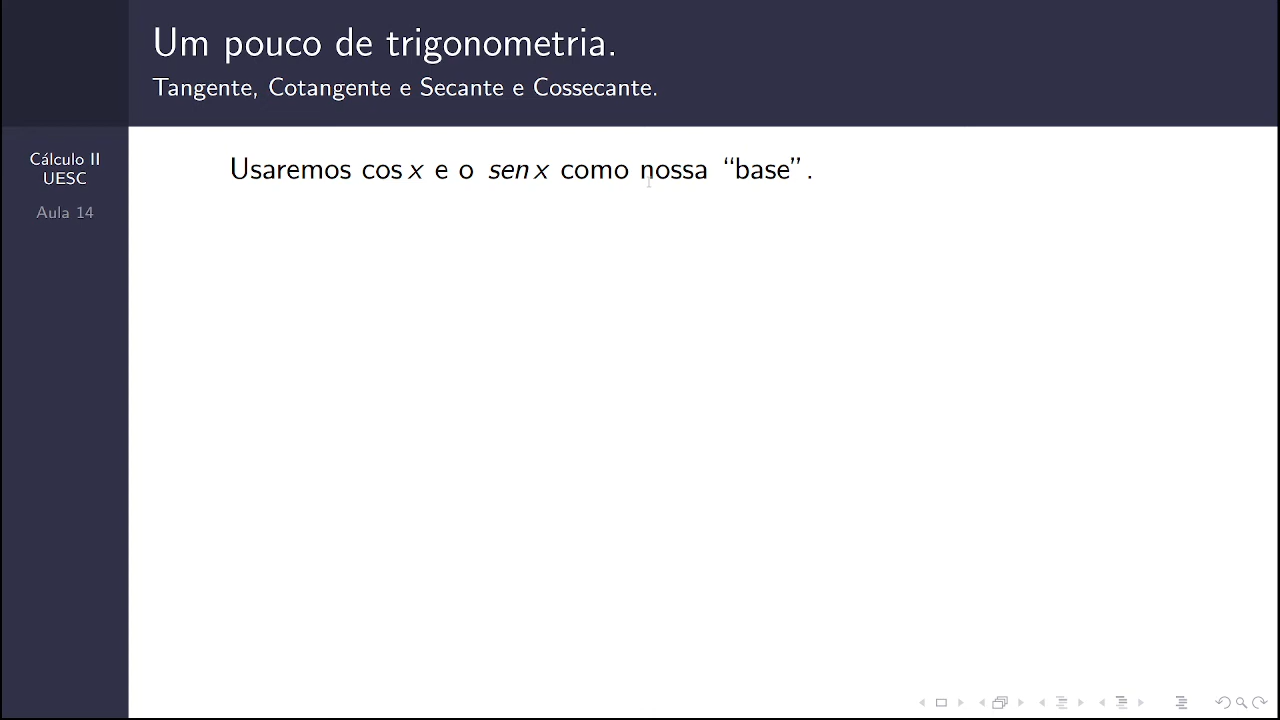 Um pouco de trigonometria.
Tangente, Cotangente e Secante e Cossecante.
Cálculo II
UESC
Aula 14
Usaremos cos x e o sen x como nossa “base”.